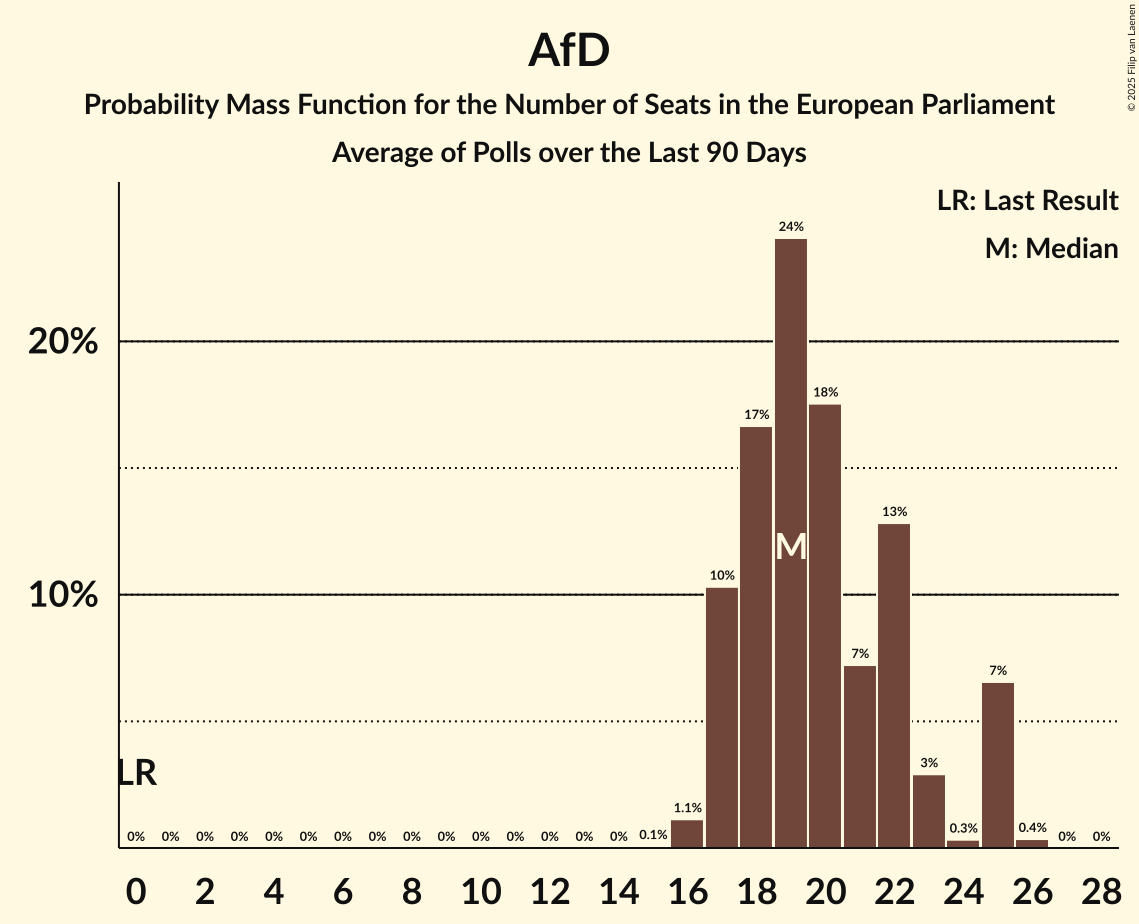 AfD
Probability Mass Function for the Number of Seats in the European Parliament
Average of Polls over the Last 90 Days
© 2025 Filip van Laenen
LR: Last Result
M: Median
20%
10%
24%
18%
17%
13%
10%
7%
7%
3%
1.1%
0.1%
0.3%
0.4%
M
LR
0% 0% 0% 0% 0% 0% 0% 0% 0% 0% 0% 0% 0% 0% 0% 0% 0%
0 2 4 6 8 10 12 14 16 18 20 22 24 26 28